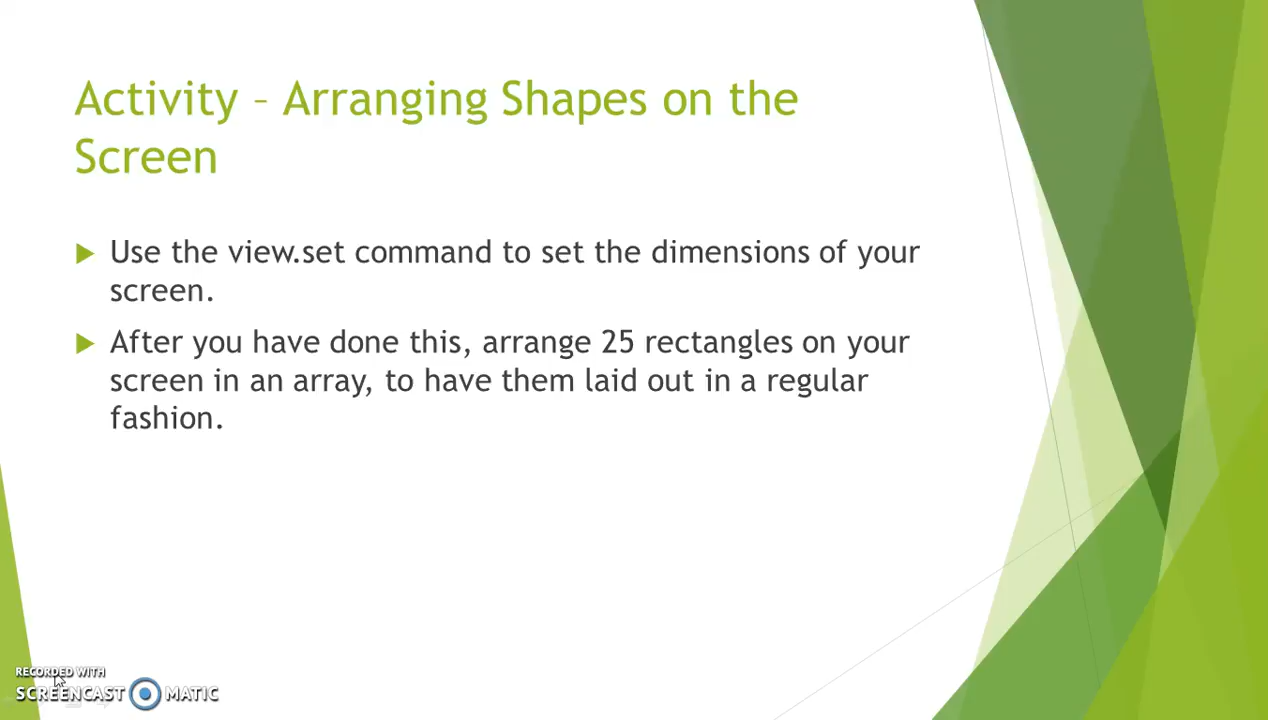 Activity – Arranging Shapes on the
Screen
Use the view.set command to set the dimensions of your
screen.
After you have done this, arrange 25 rectangles on your
screen in an array, to have them laid out in a regular
fashion.
RECORDED WITH
SCREENCAST MATIC